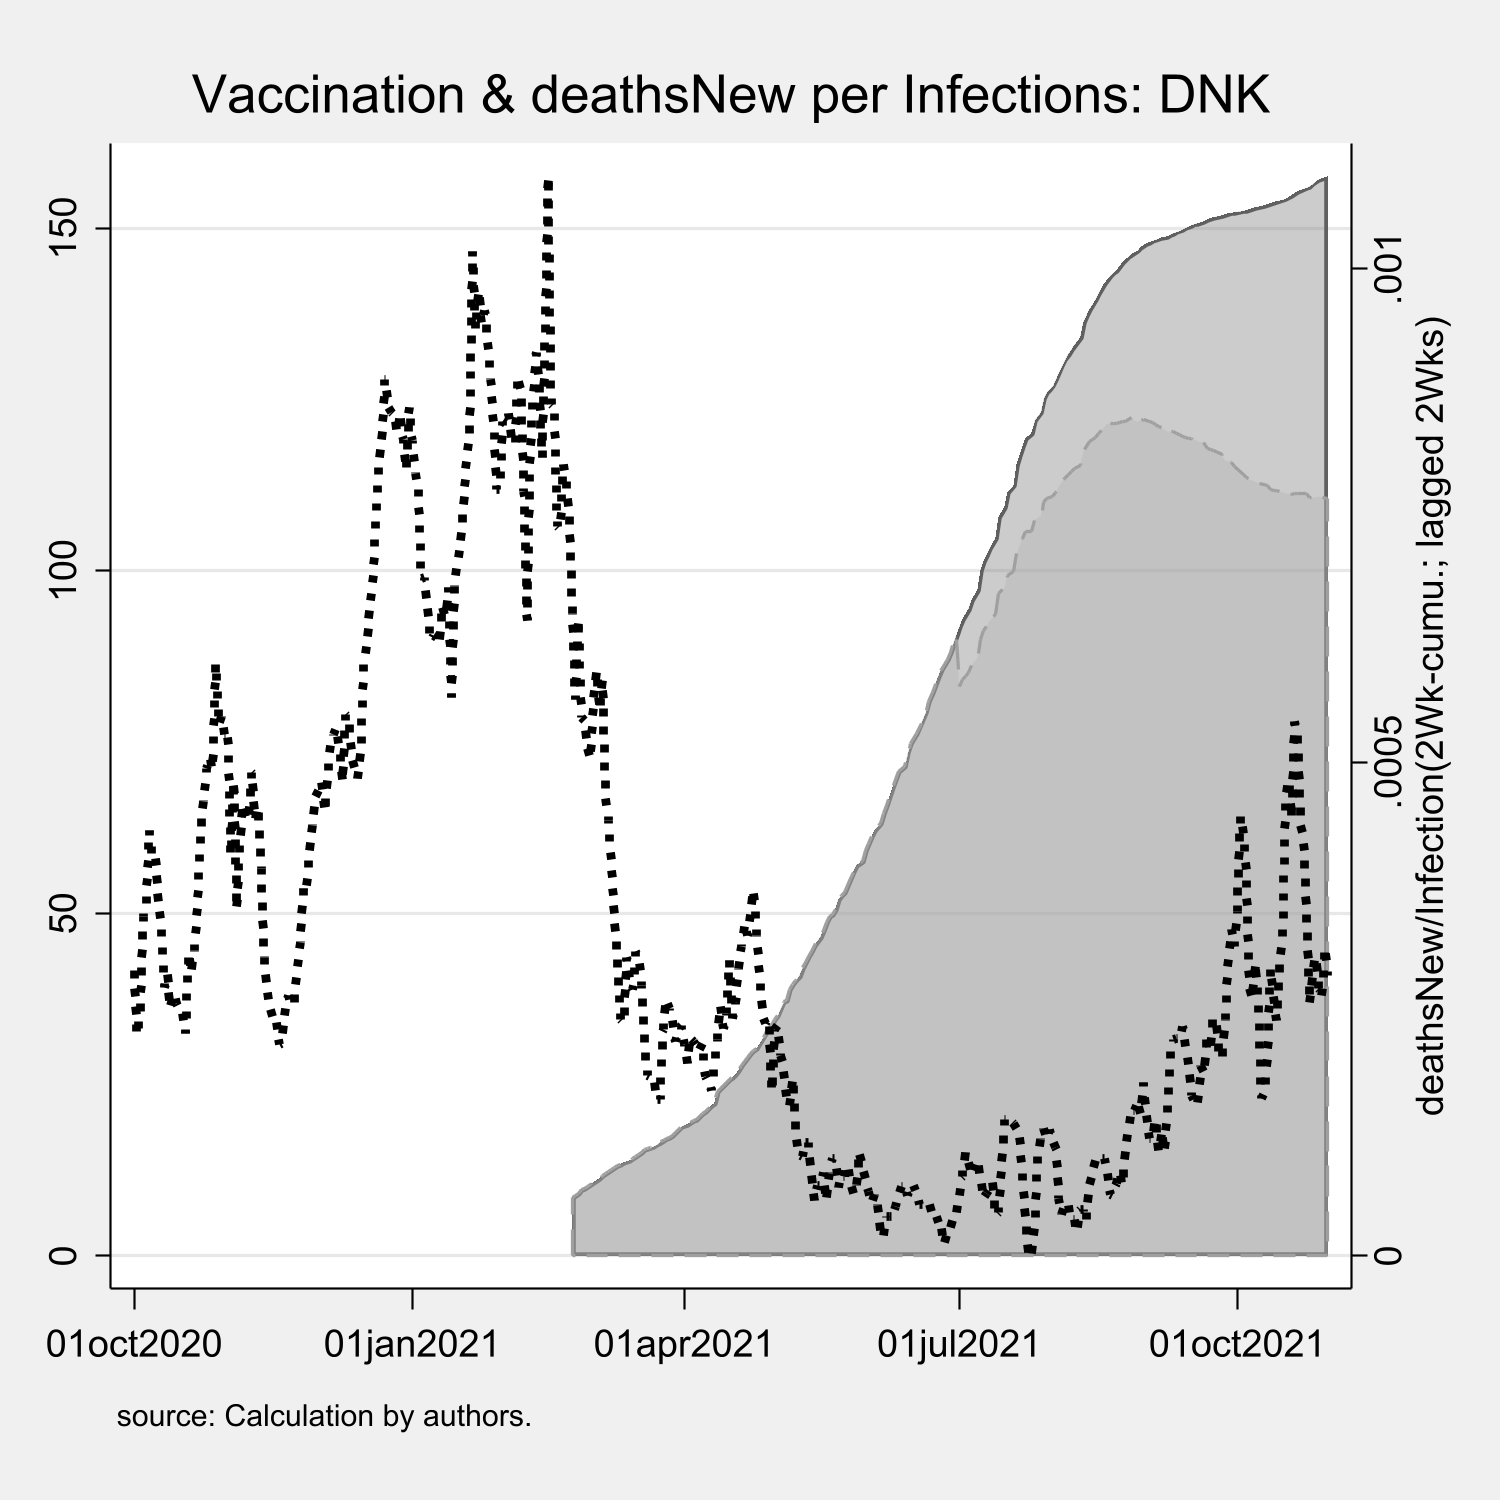 Vaccination & deathsNew per Infections: DNK
150
100
50
0
.001
.0005
0
deathsNew/Infection(2Wk-cumu.; lagged 2Wks)
01oct2020 01jan2021 01apr2021 01jul2021 01oct2021
source: Calculation by authors.